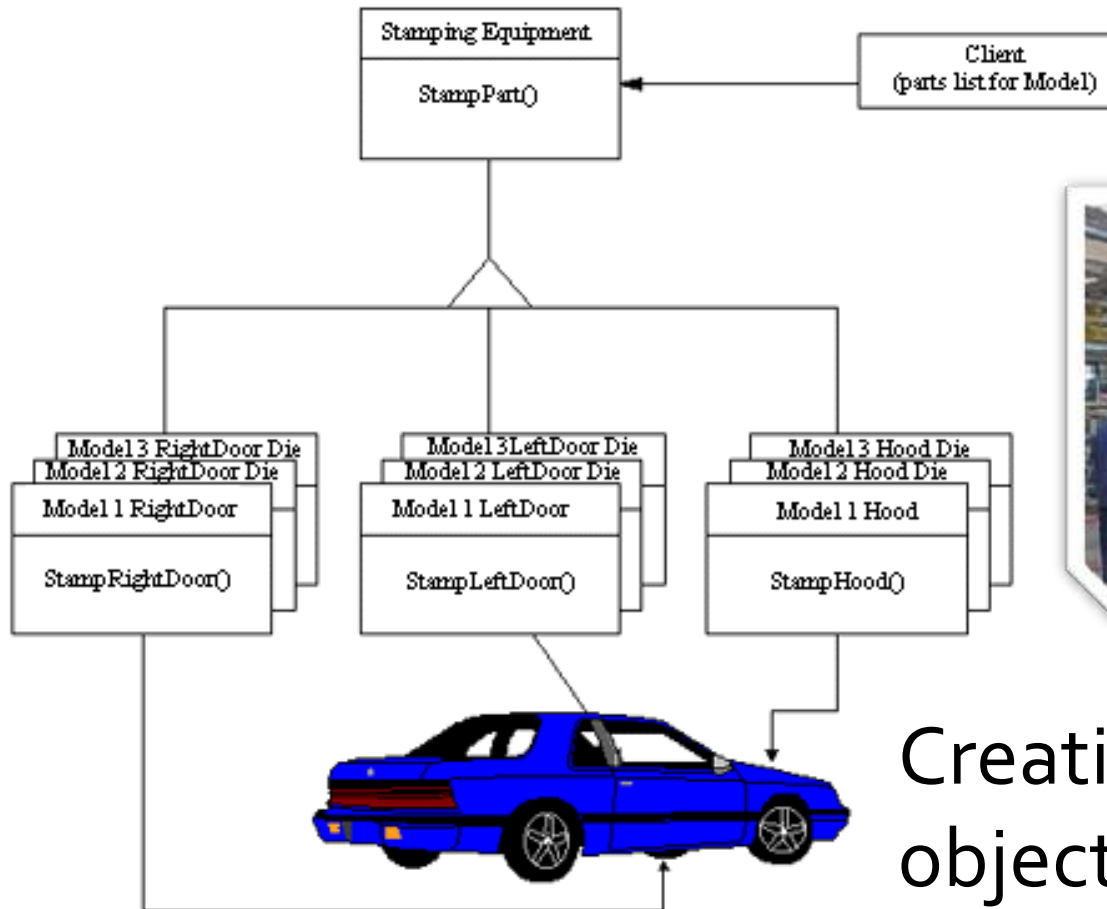 Stamping Equipment
StampPart()
Client
(parts list for Model)
Model 3 RightDoor Die
Model 2 RightDoor Die
Model 1 RightDoor
StampRightDoor()
Model 3 LeftDoor Die
Model 2 LeftDoor Die
Model 1 LeftDoor
StampLeftDoor()
Model 3 Hood Die
Model 2 Hood Die
Model 1 Hood
StampHood()
Creati
object